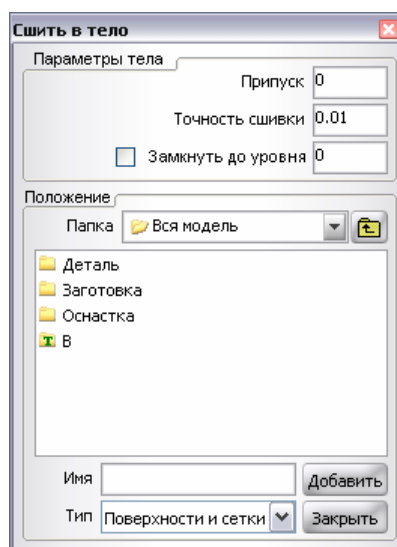 Сшить в тело
Параметры тела
Припуск 0
Точность сшивки 0.01
Замкнуть до уровня 0
Положение
Папка Вся модель
Деталь
Заготовка
Оснастка
T В
Имя Добавить
Тип Поверхности и сетки Закрыть